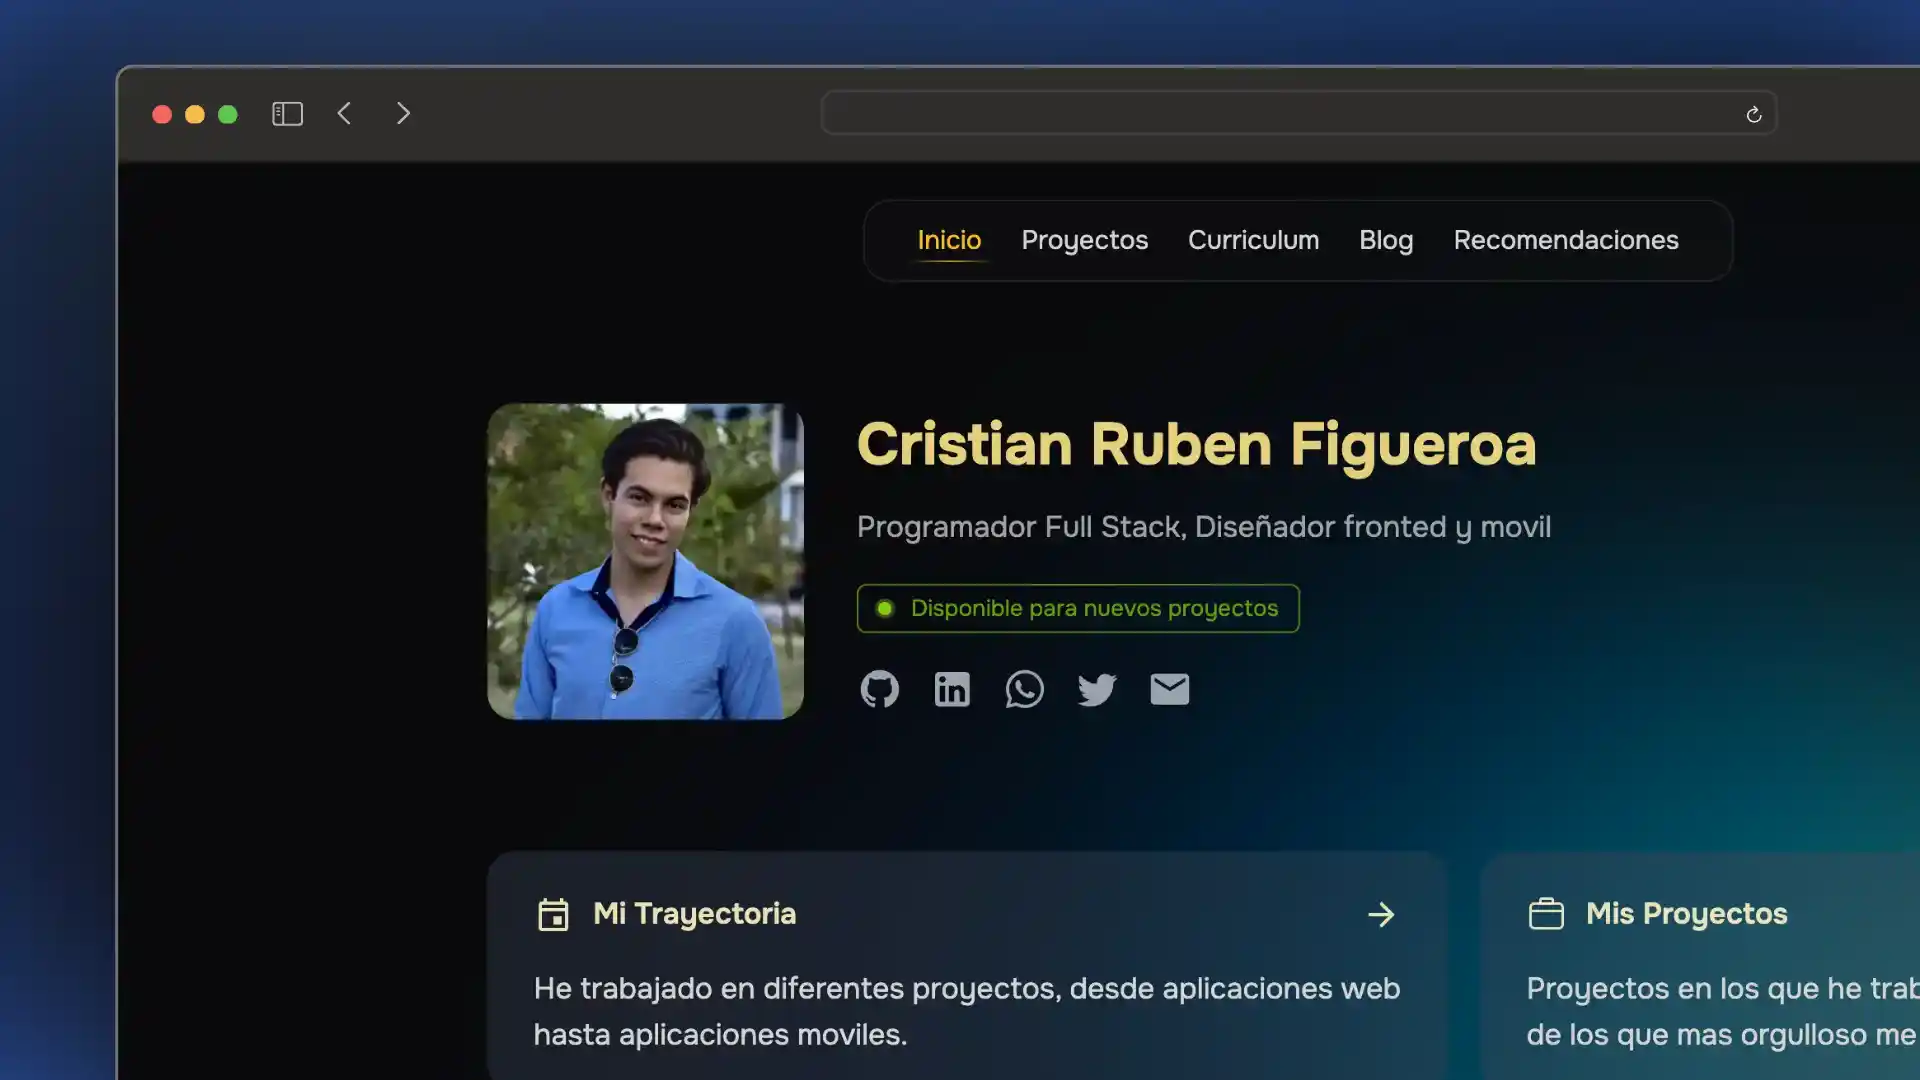 Inicio Proyectos Curriculum Blog Recomendaciones
Cristian Ruben Figueroa
Programador Full Stack, Diseñador fronted y movil
Disponible para nuevos proyectos
Mi Trayectoria
He trabajado en diferentes proyectos, desde aplicaciones web
hasta aplicaciones moviles.
Mis Proyectos
Proyectos en los que he trab
de los que mas orgulloso me